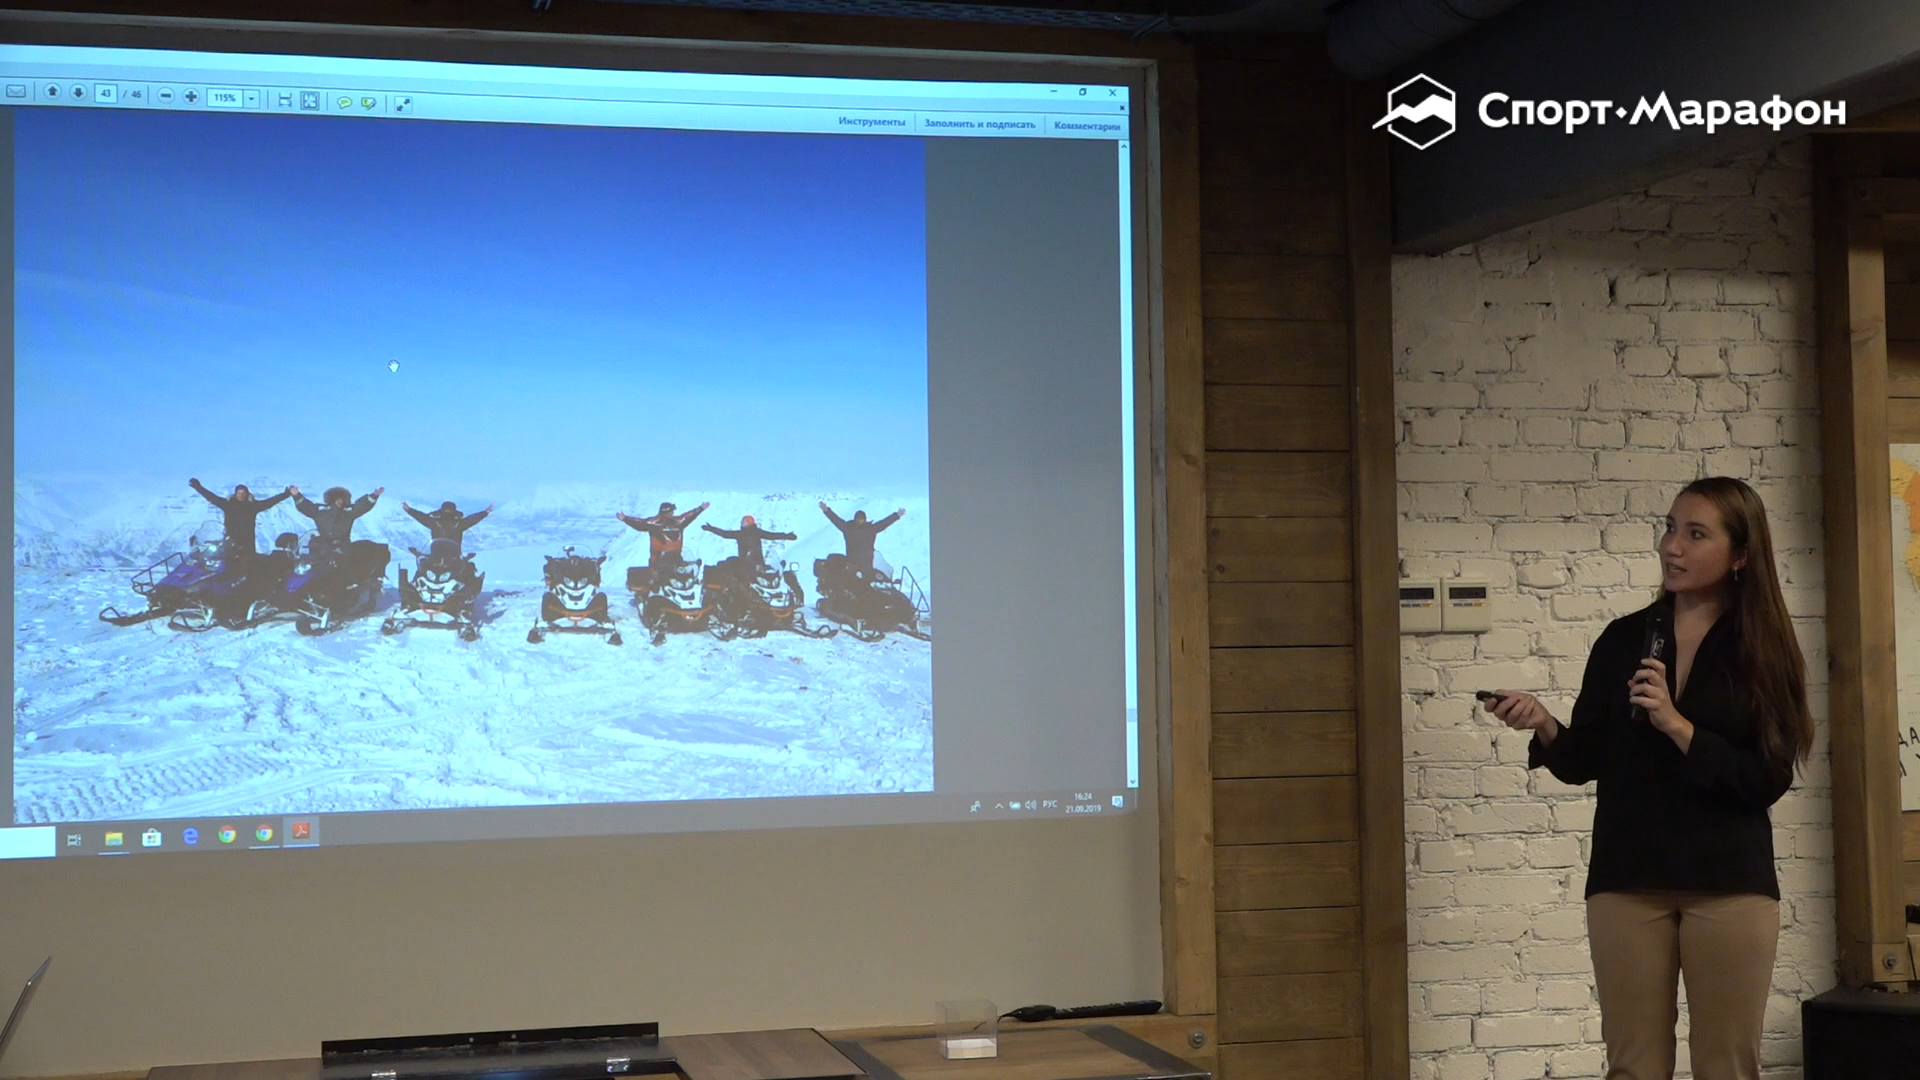 43 / 46
115%
Инструменты
Заполнить и подписать
Комментарии
Спорт•Марафон
РУС
16:24
21.09.2019